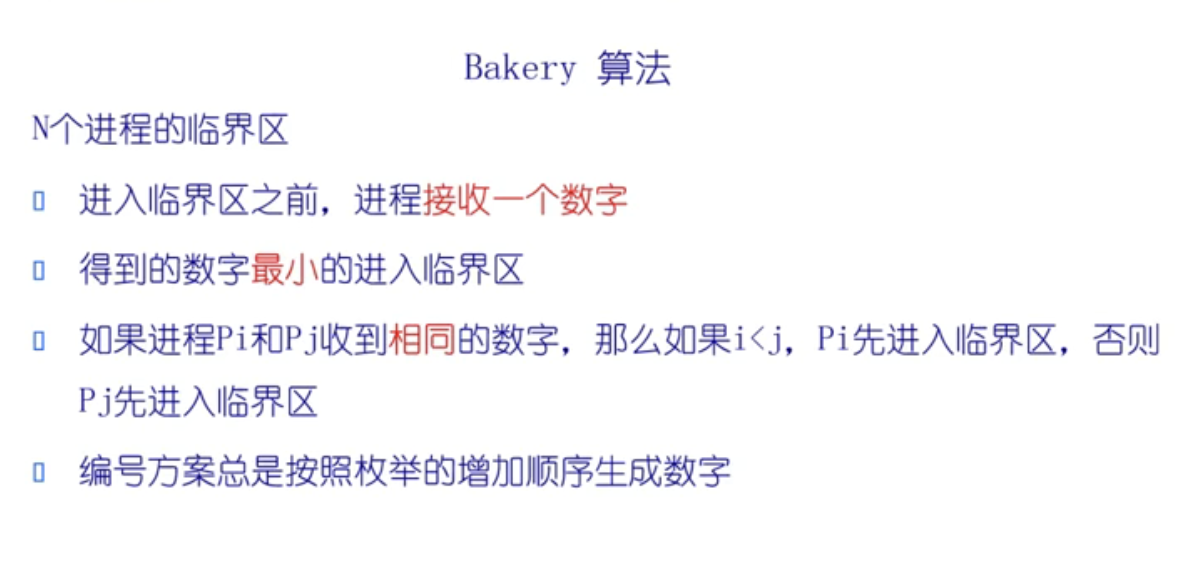 Bakery 算法
N个进程的临界区
进入临界区之前，进程接收一个数字
得到的数字最小的进入临界区
如果进程Pi和Pj收到相同的数字，那么如果i<j，Pi先进入临界区，否则
Pj先进入临界区
编号方案总是按照枚举的增加顺序生成数字